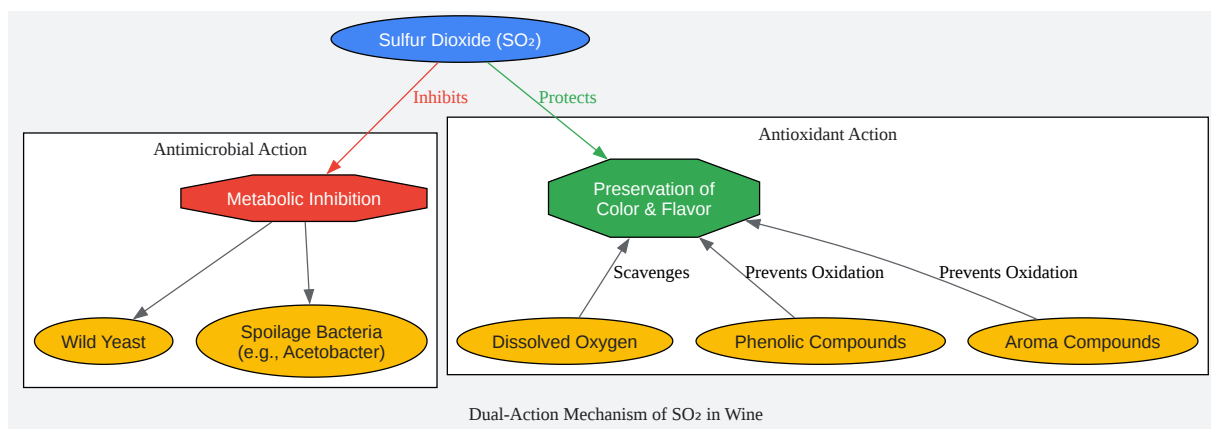 Sulfur Dioxide (SO₂)
Inhibits
Protects
Antimicrobial Action
Antioxidant Action
Metabolic Inhibition
Preservation of
Color & Flavor
Scavenges
Prevents Oxidation
Prevents Oxidation
Wild Yeast
Spoilage Bacteria
(e.g., Acetobacter)
Dissolved Oxygen
Phenolic Compounds
Aroma Compounds
Dual-Action Mechanism of SO₂ in Wine